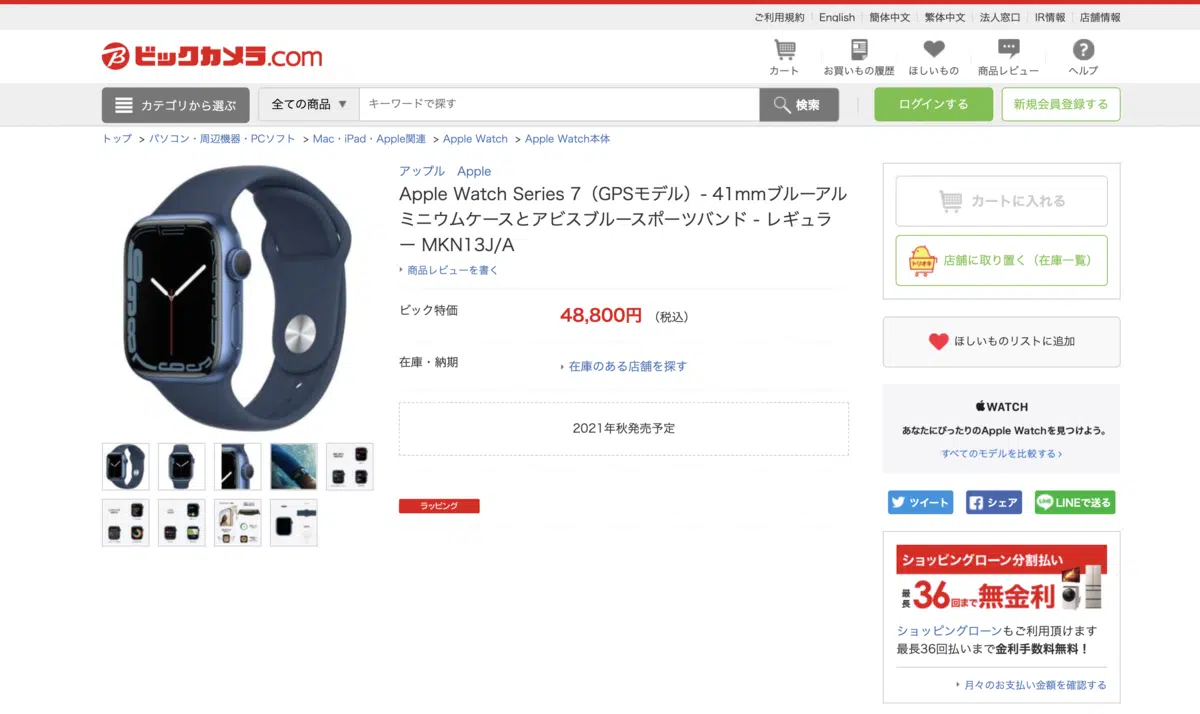 ご利用規約 English 簡体中文 繁体中文 法人窓口 IR情報 店舗情報
ビックカメラ.com
カート お買いもの履歴 ほしいもの 商品レビュー ヘルプ
カテゴリから選ぶ 全ての商品 ▼ キーワードで探す 検索 ログインする 新規会員登録する
トップ > パソコン・周辺機器・PCソフト > Mac・iPad・Apple関連 > Apple Watch > Apple Watch本体
アップル Apple
Apple Watch Series 7（GPSモデル）- 41mmブルーアル
ミニウムケースとアビスブルースポーツバンド - レギュラ
ー MKN13J/A
商品レビューを書く
ビック特価 48,800円 （税込）
在庫・納期 在庫のある店舗を探す
2021年秋発売予定
ラッピング
カートに入れる
トリオキ
店舗に取り置く（在庫一覧）
ほしいものリストに追加
WATCH
あなたにぴったりのApple Watchを見つけよう。
すべてのモデルを比較する ›
ツイート シェア LINEで送る
ショッピングローン分割払い
最長36回まで無金利
ショッピングローンもご利用頂けます
最長36回払いまで金利手数料無料！
月々のお支払い金額を確認する